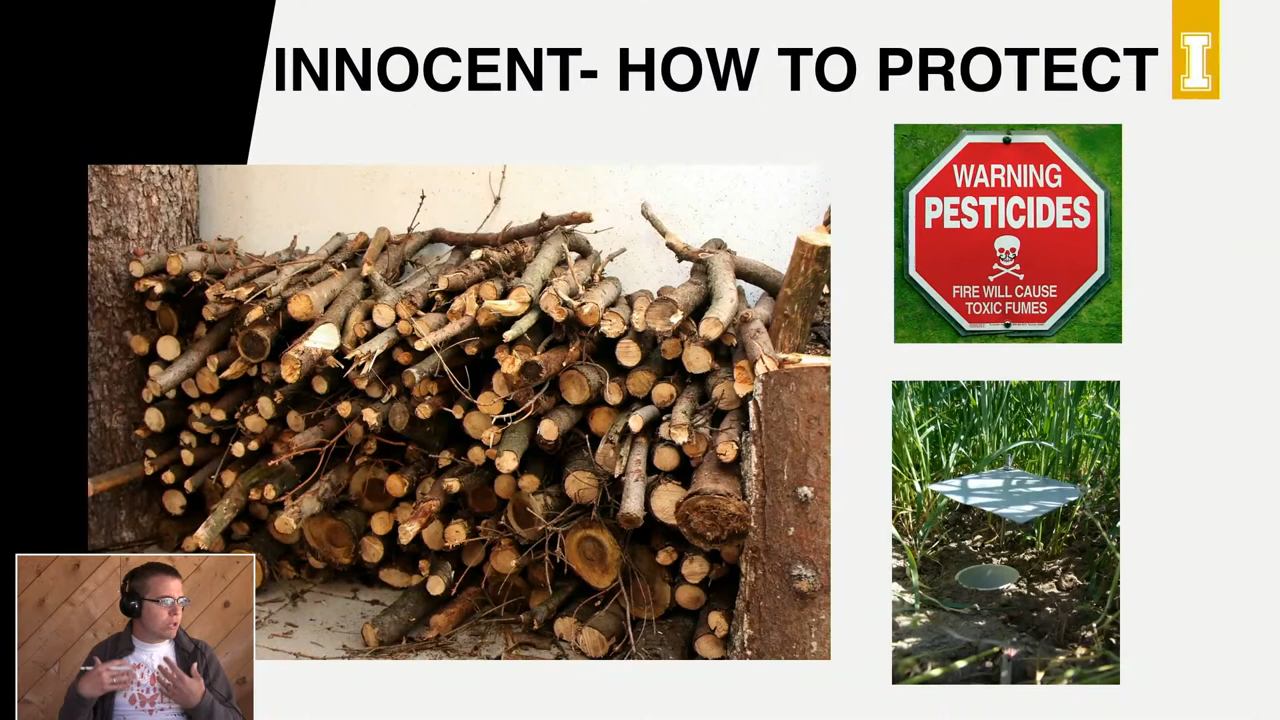 INNOCENT- HOW TO PROTECT
I
WARNING
PESTICIDES
FIRE WILL CAUSE
TOXIC FUMES